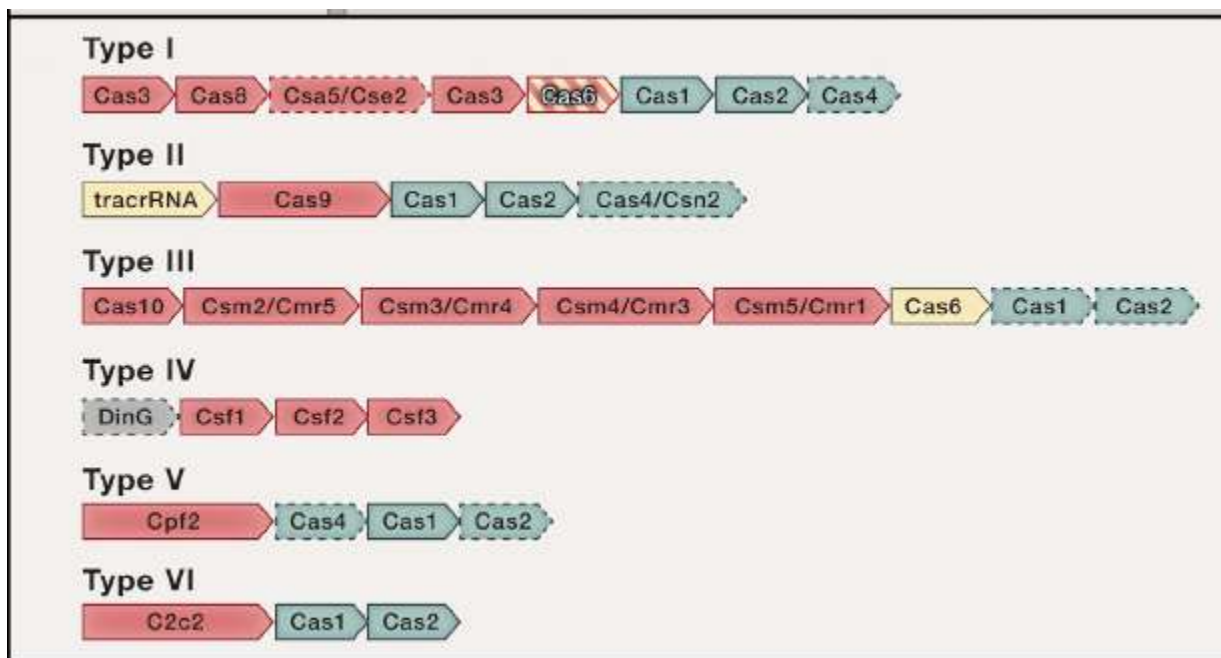 Type I
Cas3 Cas8 Csa5/Cse2 Cas3 Cas6 Cas1 Cas2 Cas4
Type II
tracrRNA Cas9 Cas1 Cas2 Cas4/Csn2
Type III
Cas10 Csm2/Cmr5 Csm3/Cmr4 Csm4/Cmr3 Csm5/Cmr1 Cas6 Cas1 Cas2
Type IV
DinG Csf1 Csf2 Csf3
Type V
Cpf2 Cas4 Cas1 Cas2
Type VI
C2c2 Cas1 Cas2